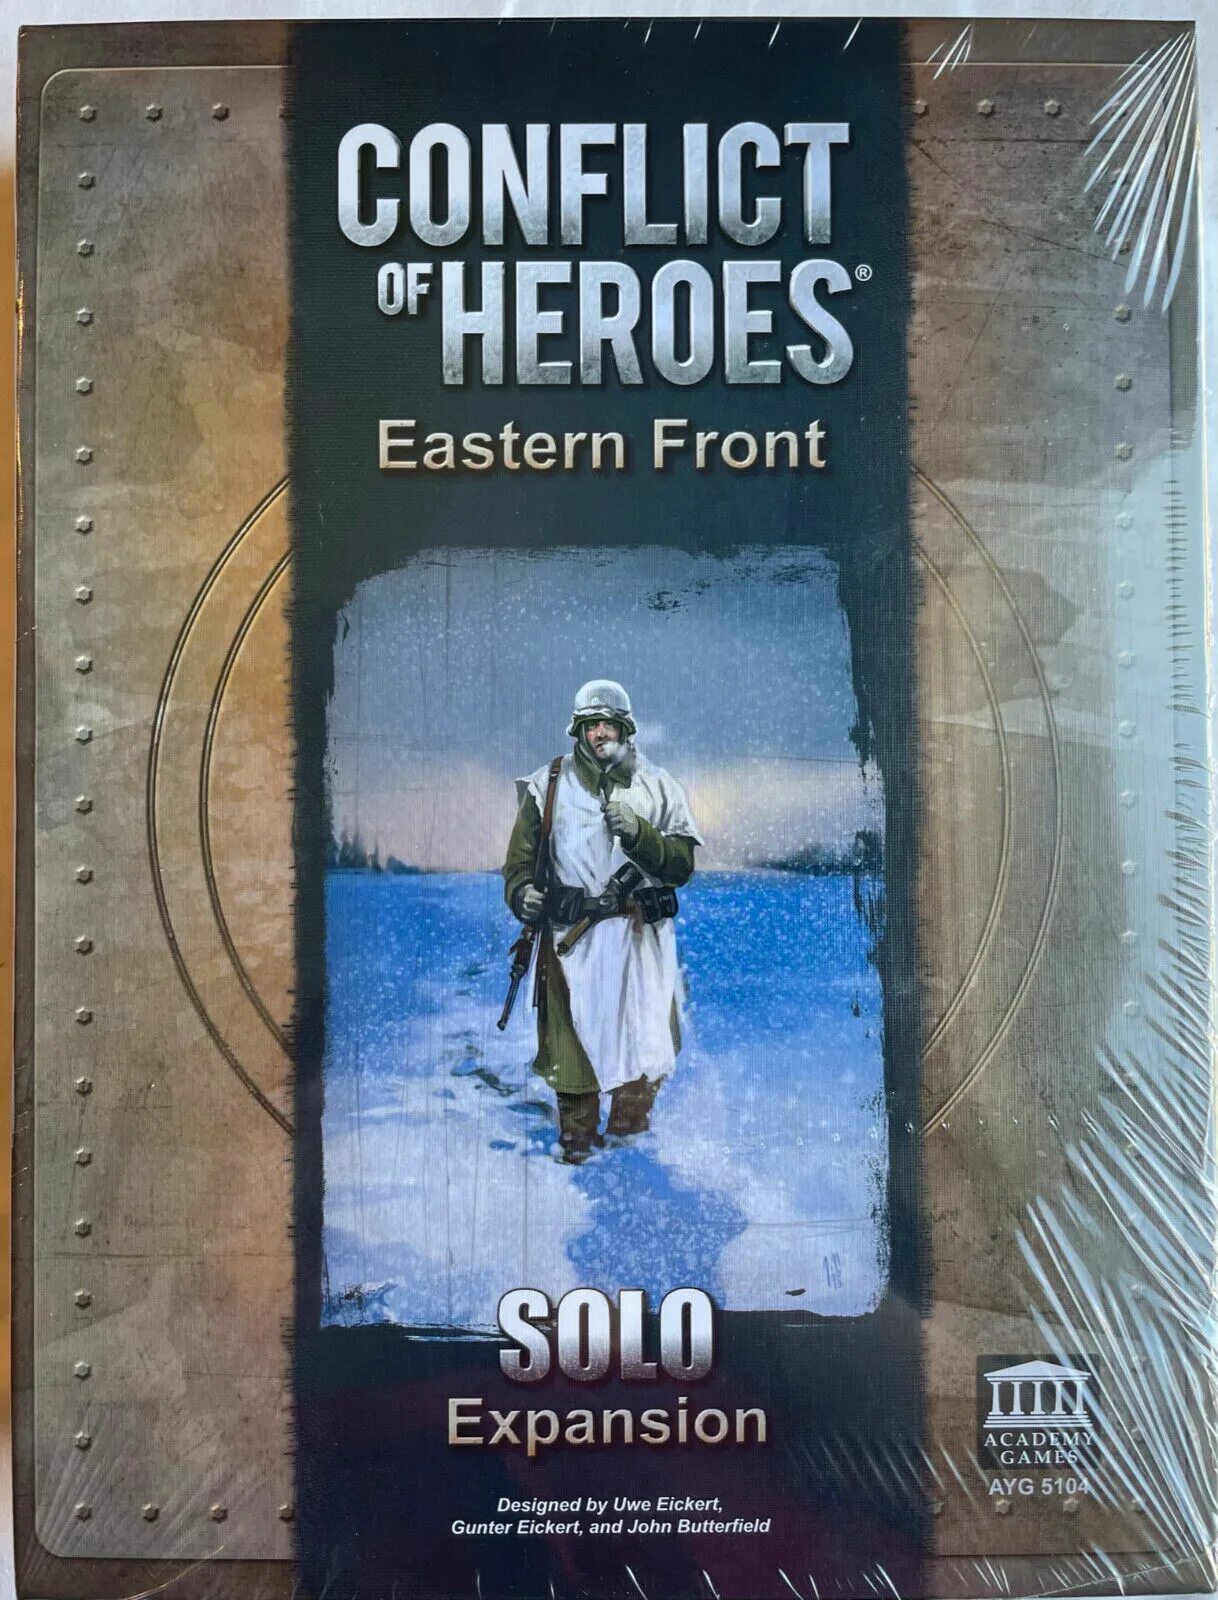 CONFLICT
OF HEROES®
Eastern Front
SOLO
Expansion
Designed by Uwe Eickert,
Gunter Eickert, and John Butterfield
ACADEMY
GAMES
AYG 5104